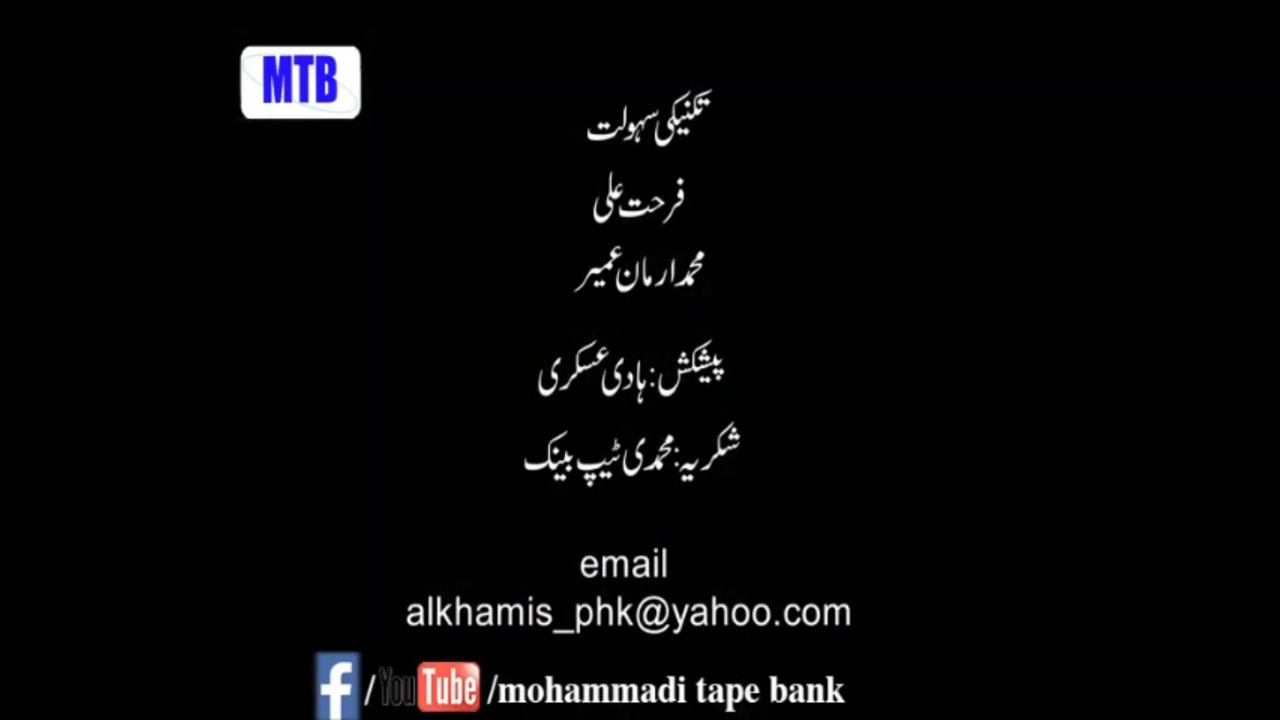 MTB
تکنیکی سہولت
فرحت علی
محمد ارمان عمیر
پیشکش: ہادی عسکری
شکریہ: محمدی ٹیپ بینک
email
alkhamis_phk@yahoo.com
f/YouTube/mohammadi tape bank